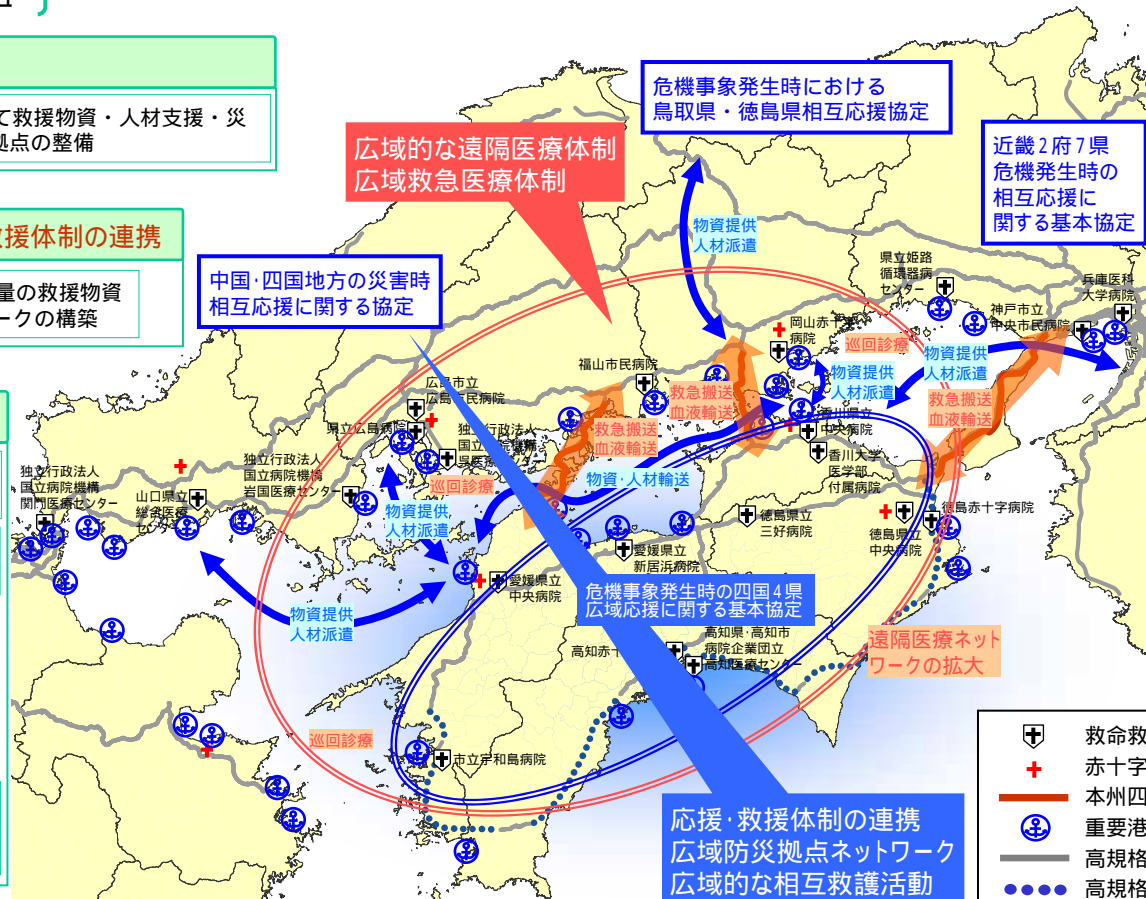 て救援物資・人材支援・災
拠点の整備
救援体制の連携
量の救援物資
ークの構築
危機事象発生時における
鳥取県・徳島県相互応援協定
近畿2府7県
危機発生時の
相互応援に
関する基本協定
広域的な遠隔医療体制
広域救急医療体制
中国･四国地方の災害時
相互応援に関する協定
物資提供
人材派遣
県立姫路
循環器病
センター
兵庫医科
大学病院
神戸市立
中央市民病院
岡山赤十字
病院
巡回診療
物資提供
人材派遣
物資提供
人材派遣
福山市民病院
救急搬送
血液輸送
救急搬送
血液輸送
救急搬送
血液輸送
広島市立
広島市民病院
県立広島病院
独立行政法人
国立病院機構
呉医療センター
香川県立
中央病院
香川大学
医学部
付属病院
独立行政法人
国立病院機構
関門医療センター
山口県立
総合医療
センター
独立行政法人
国立病院機構
岩国医療センター
巡回診療
物資･人材輸送
物資提供
人材派遣
徳島県立
三好病院
徳島赤十字病院
徳島県立
中央病院
愛媛県立
新居浜病院
愛媛県立
中央病院
危機事象発生時の四国4県
広域応援に関する基本協定
物資提供
人材派遣
高知赤十
高知県･高知市
病院企業団立
高知医療センター
遠隔医療ネット
ワークの拡大
巡回診療
市立宇和島病院
応援･救援体制の連携
広域防災拠点ネットワーク
広域的な相互救護活動
救命救
赤十字
本州四
重要港
高規格
高規格